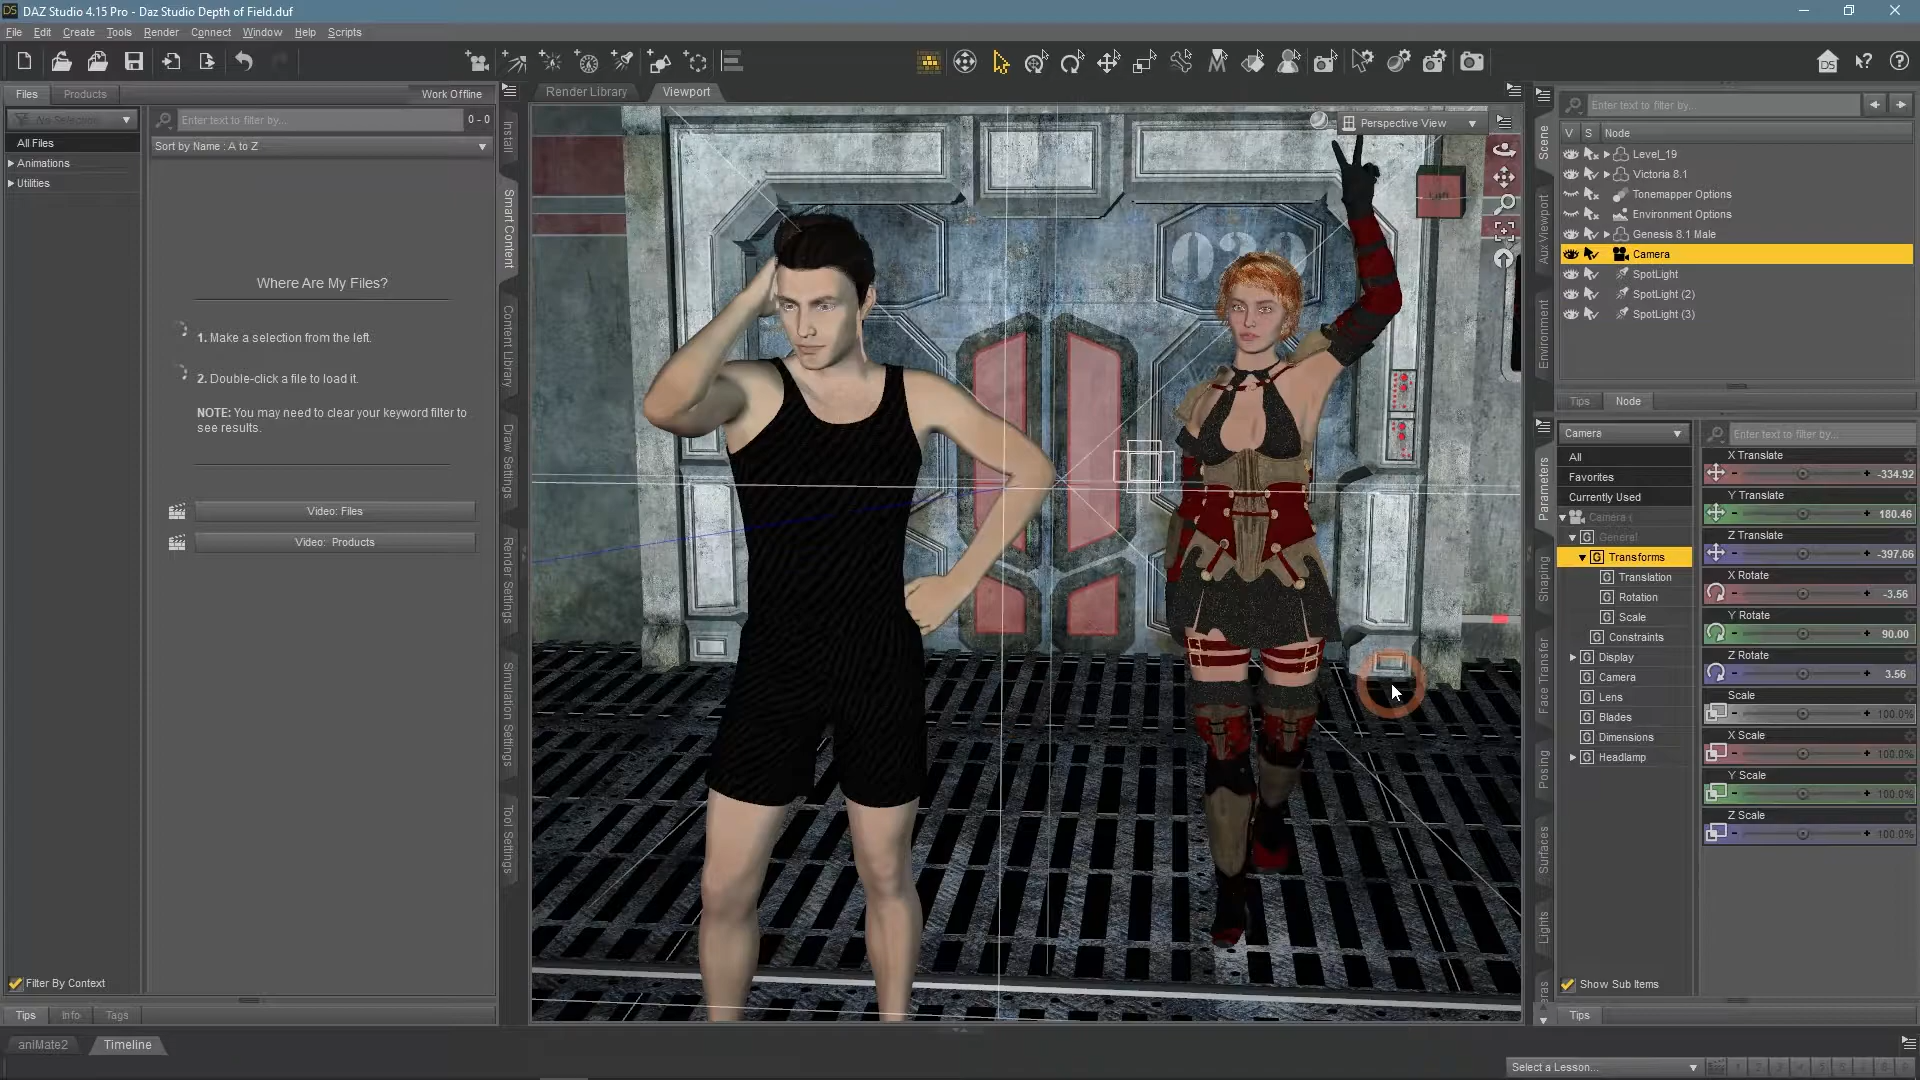 DAZ Studio 4.15 Pro - Daz Studio Depth of Field.duf
File Edit Create Tools Render Connect Window Help Scripts
Files Products Work Offline
No Selection
Enter text to filter by... 0 - 0
All Files
Animations
Utilities
Sort by Name : A to Z
Where Are My Files?
1. Make a selection from the left.
2. Double-click a file to load it.
NOTE: You may need to clear your keyword filter to
see results.
Video: Files
Video: Products
Filter By Context
Tips Info Tags
aniMate2 Timeline
Install
Smart Content
Content Library
Draw Settings
Render Settings
Simulation Settings
Tool Settings
Render Library Viewport
Perspective View
Left
Scene
Aux Viewport
Environment
Enter text to filter by...
V S Node
Level_19
Victoria 8.1
Tonemapper Options
Environment Options
Genesis 8.1 Male
Camera
SpotLight
SpotLight (2)
SpotLight (3)
Tips Node
Parameters
Shaping
Face Transfer
Posing
Surfaces
Lights
Camera
All
Favorites
Currently Used
Camera (
General
Transforms
Translation
Rotation
Scale
Constraints
Display
Camera
Lens
Blades
Dimensions
Headlamp
Show Sub Items
Enter text to filter by...
X Translate
-334.92
Y Translate
180.46
Z Translate
-397.66
X Rotate
-3.56
Y Rotate
90.00
Z Rotate
3.56
Scale
100.0%
X Scale
100.0%
Y Scale
100.0%
Z Scale
100.0%
Tips
Select a Lesson...